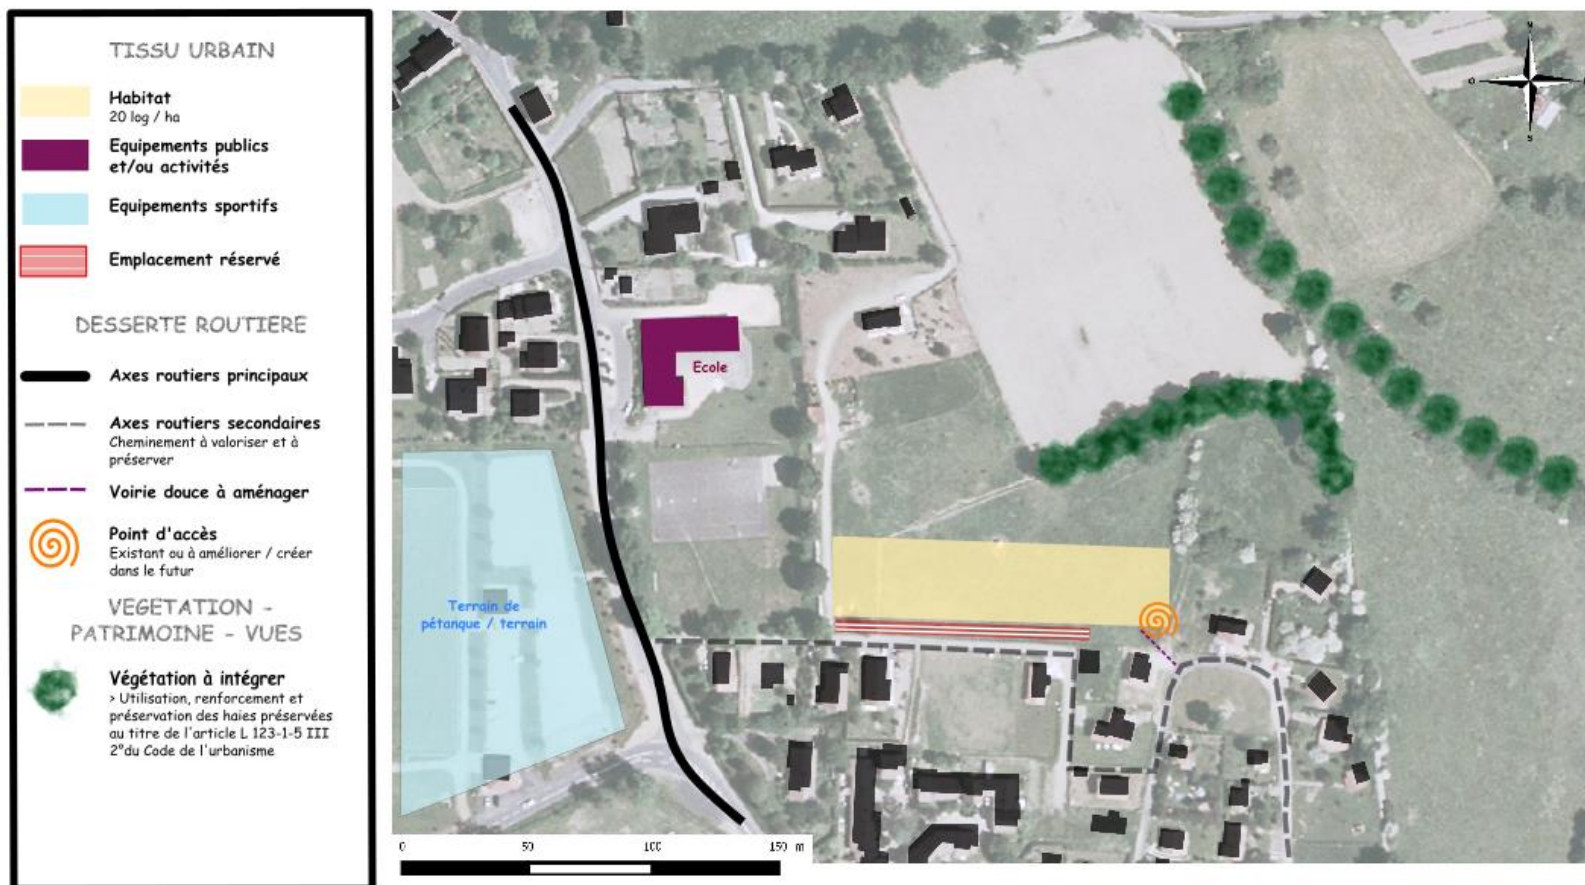 TISSU URBAIN
Habitat
20 log / ha
Equipements publics
et/ou activités
Equipements sportifs
Emplacement réservé
DESSERTE ROUTIERE
Axes routiers principaux
Axes routiers secondaires
Cheminement à valoriser et à
préserver
Voirie douce à aménager
Point d'accès
Existant ou à améliorer / créer
dans le futur
VEGETATION -
PATRIMOINE - VUES
Végétation à intégrer
> Utilisation, renforcement et
préservation des haies préservées
au titre de l'article L 123-1-5 III
2°du Code de l'urbanisme
Ecole
Terrain de
pétanque / terrain
N
O
S
0 50 100 150 m